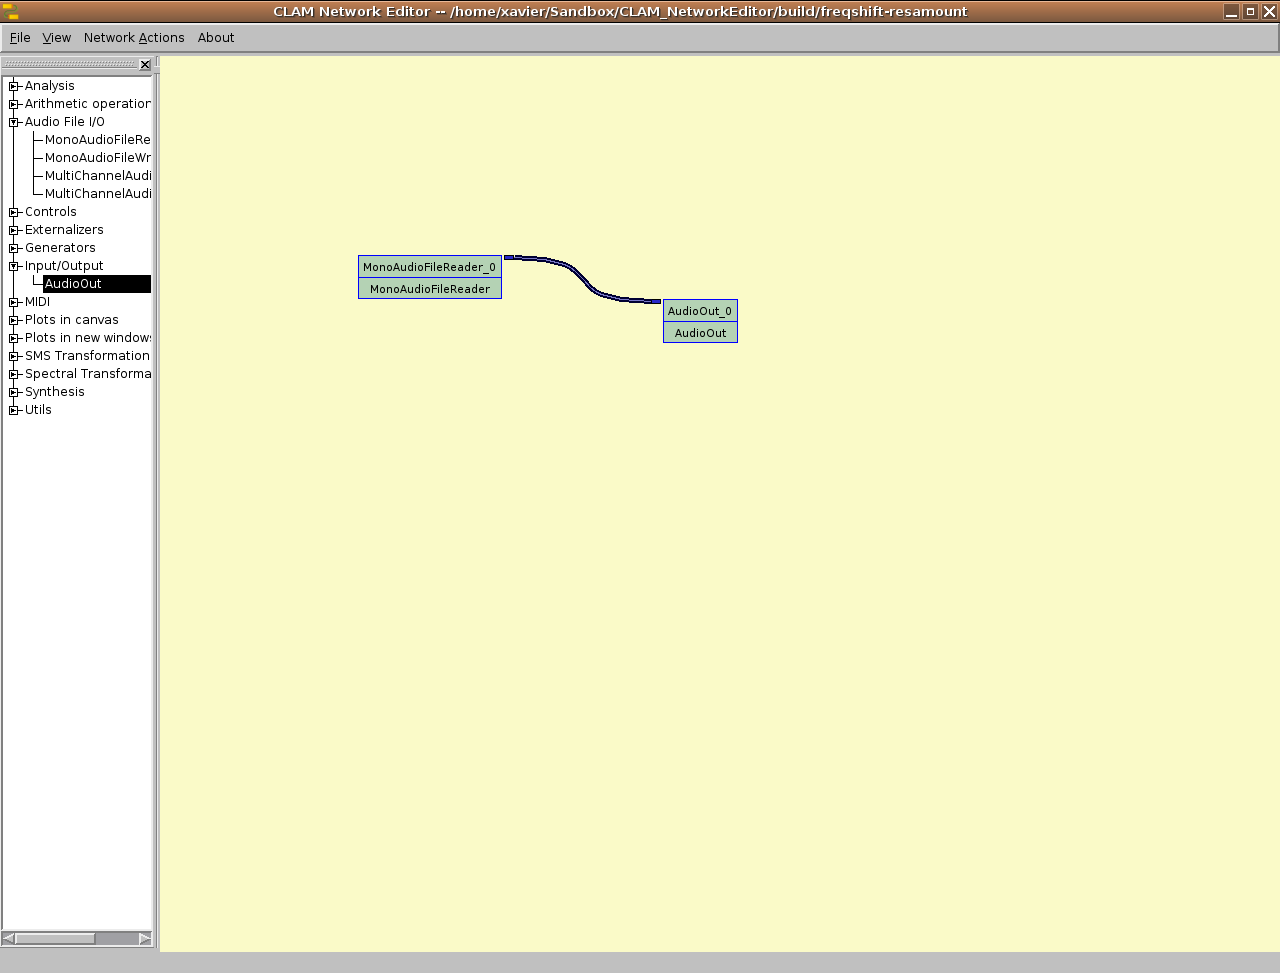 CLAM Network Editor -- /home/xavier/Sandbox/CLAM_NetworkEditor/build/freqshift-resamount
File View Network Actions About
Analysis
Arithmetic operation
Audio File I/O
MonoAudioFileRe
MonoAudioFileWr
MultiChannelAudi
MultiChannelAudi
Controls
Externalizers
Generators
Input/Output
AudioOut
MIDI
Plots in canvas
Plots in new windows
SMS Transformation
Spectral Transforma
Synthesis
Utils
MonoAudioFileReader_0
MonoAudioFileReader
AudioOut_0
AudioOut